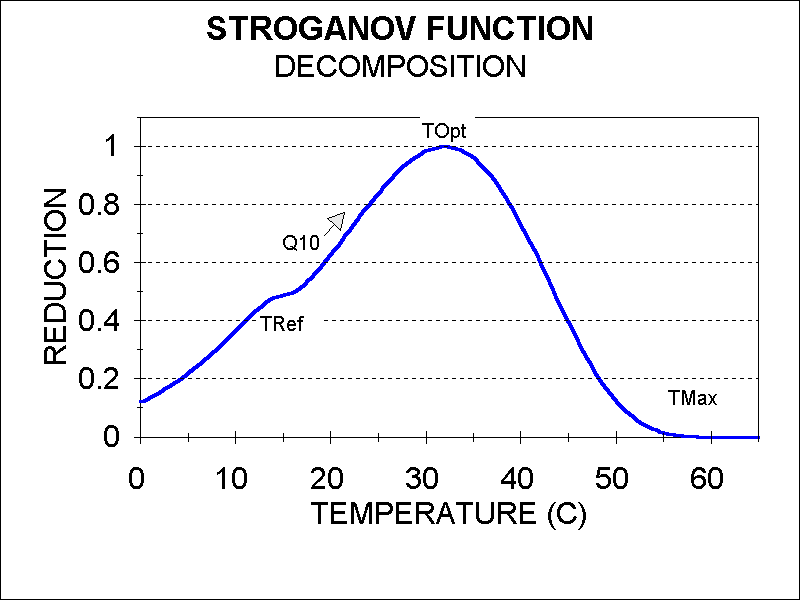 STROGANOV FUNCTION
DECOMPOSITION
TOpt
1
0.8
Q10
0.6
0.4
TRef
0.2
TMax
0
REDUCTION
0 10 20 30 40 50 60
TEMPERATURE (C)